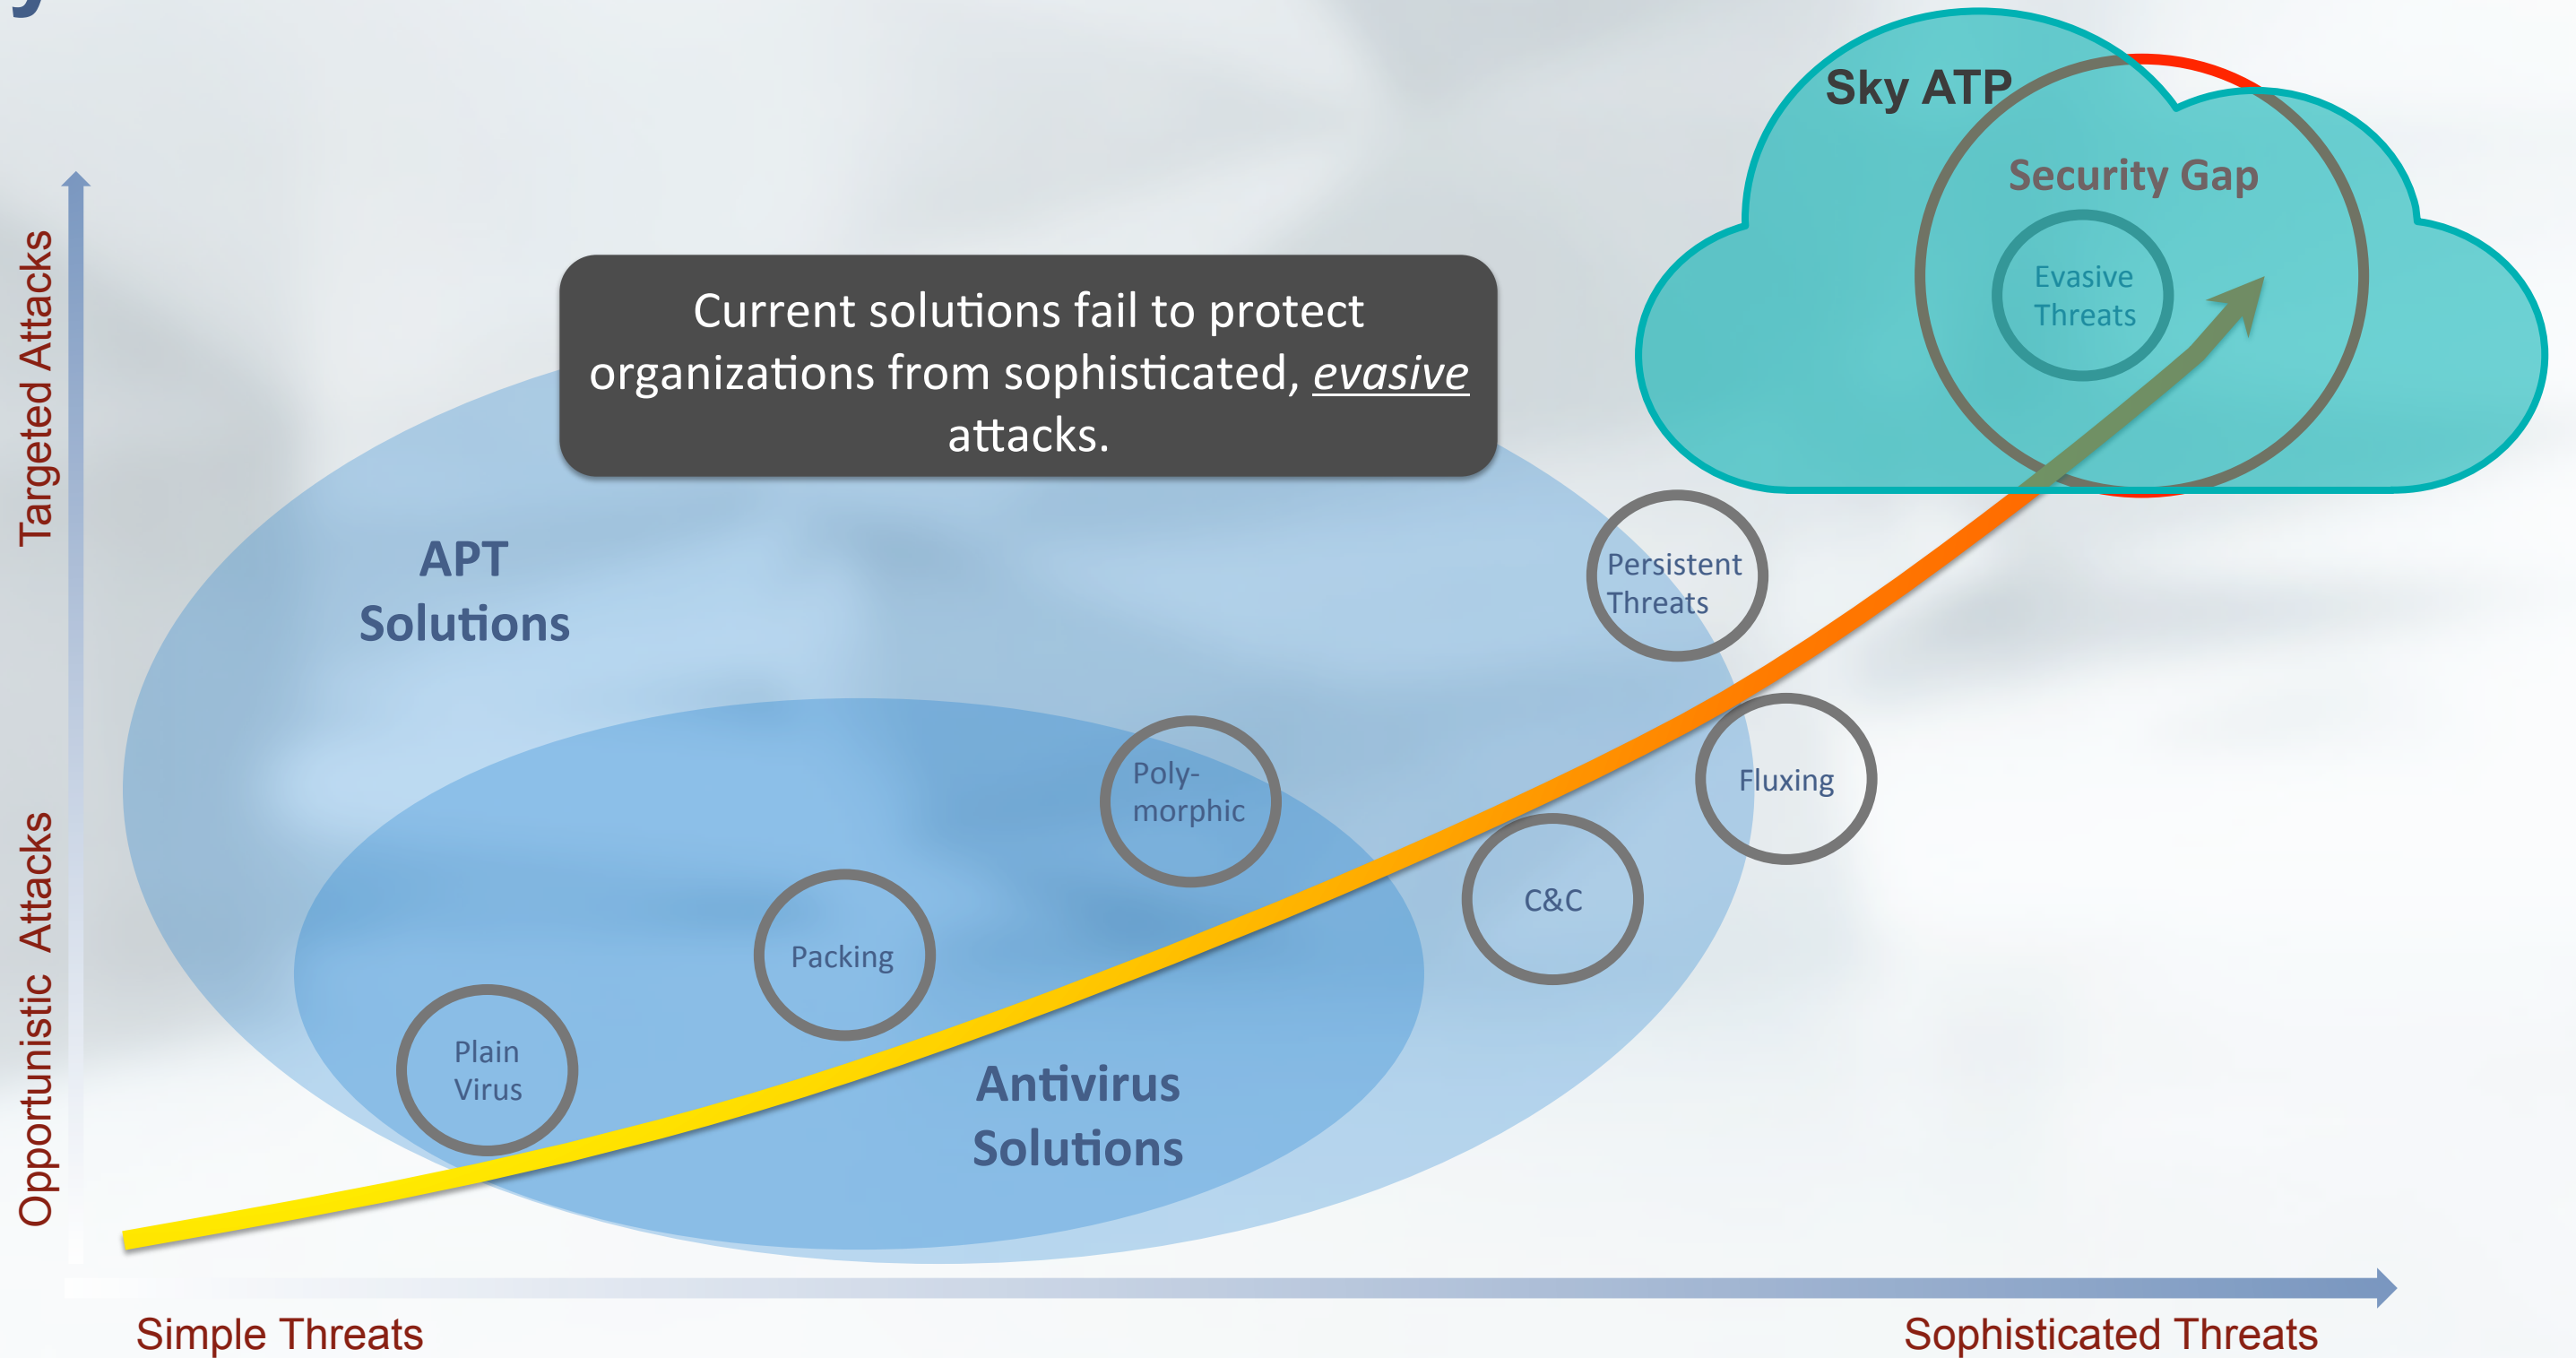 y
Sky ATP
Security Gap
Evasive
Threats
Targeted Attacks
Current solutions fail to protect
organizations from sophisticated, evasive
attacks.
APT
Solutions
Persistent
Threats
Poly-
morphic
Fluxing
C&C
Packing
Plain
Virus
Antivirus
Solutions
Opportunistic Attacks
Simple Threats
Sophisticated Threats